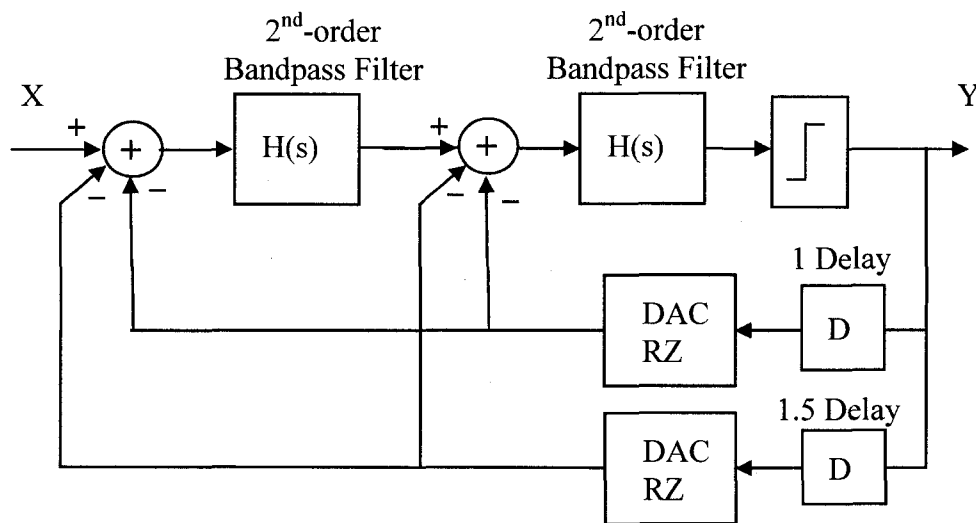 2nd-order
Bandpass Filter
2nd-order
Bandpass Filter
X
Y
+
+
−
−
H(s)
+
+
−
−
H(s)
1 Delay
DAC
RZ
D
1.5 Delay
DAC
RZ
D